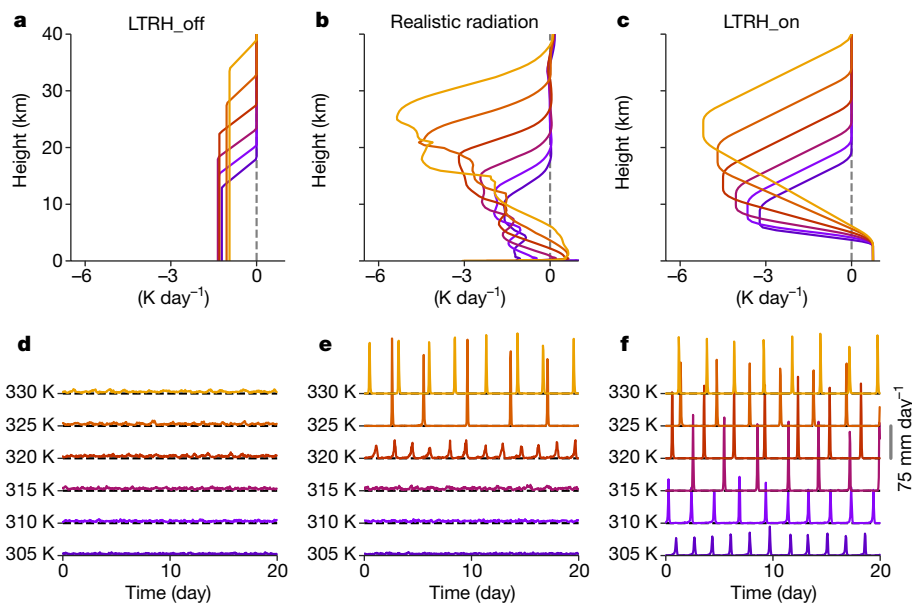 a LTRH_off
b Realistic radiation
c LTRH_on
Height (km)
40
30
20
10
0
−6 −3 0
(K day−1)
Height (km)
−6 −3 0
(K day−1)
Height (km)
−6 −3 0
(K day−1)
d
330 K
325 K
320 K
315 K
310 K
305 K
0 10 20
Time (day)
e
330 K
325 K
320 K
315 K
310 K
305 K
0 10 20
Time (day)
f
330 K
325 K
320 K
315 K
310 K
305 K
0 10 20
Time (day)
75 mm day−1